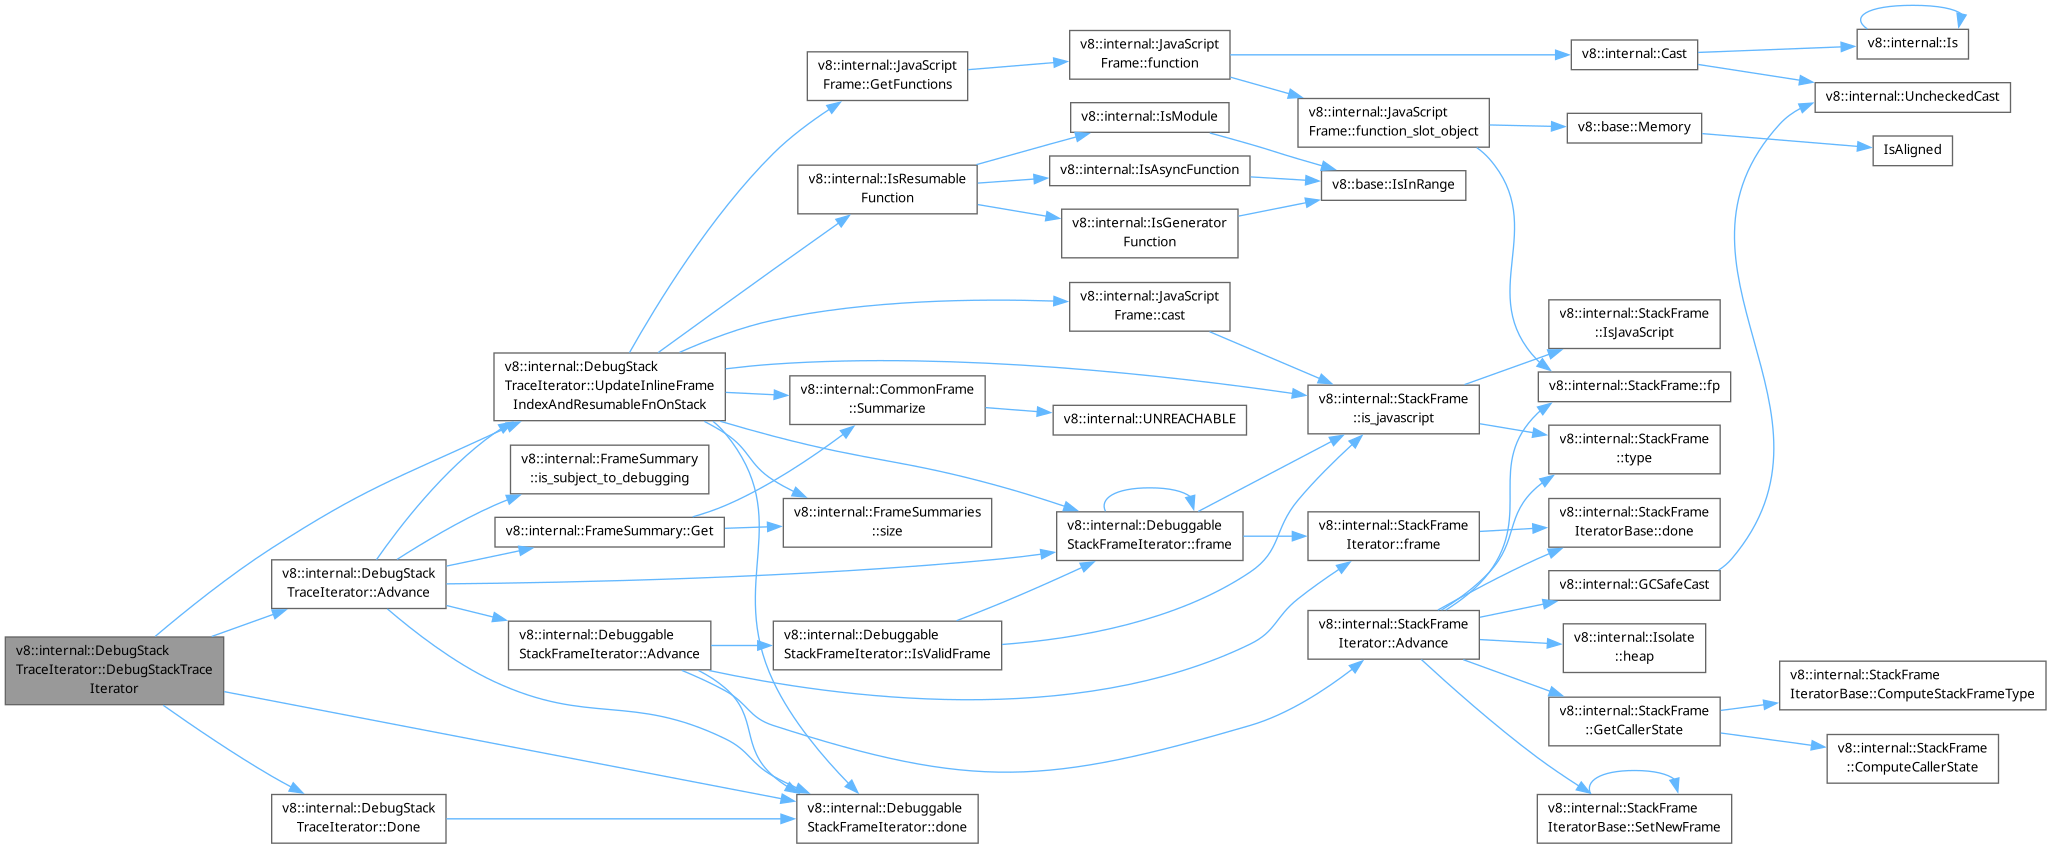 v8::internal::DebugStack
TraceIterator::DebugStackTrace
Iterator
v8::internal::DebugStack
TraceIterator::Advance
v8::internal::DebugStack
TraceIterator::Done
v8::internal::DebugStack
TraceIterator::UpdateInlineFrame
IndexAndResumableFnOnStack
v8::internal::FrameSummary
::is_subject_to_debugging
v8::internal::FrameSummary::Get
v8::internal::Debuggable
StackFrameIterator::Advance
v8::internal::JavaScript
Frame::GetFunctions
v8::internal::IsResumable
Function
v8::internal::CommonFrame
::Summarize
v8::internal::FrameSummaries
::size
v8::internal::Debuggable
StackFrameIterator::IsValidFrame
v8::internal::Debuggable
StackFrameIterator::done
v8::internal::JavaScript
Frame::function
v8::internal::IsModule
v8::internal::IsAsyncFunction
v8::internal::IsGenerator
Function
v8::internal::JavaScript
Frame::cast
v8::internal::UNREACHABLE
v8::internal::Debuggable
StackFrameIterator::frame
v8::internal::JavaScript
Frame::function_slot_object
v8::base::IsInRange
v8::internal::StackFrame
::is_javascript
v8::internal::StackFrame
Iterator::frame
v8::internal::StackFrame
Iterator::Advance
v8::internal::Cast
v8::base::Memory
v8::internal::StackFrame
::IsJavaScript
v8::internal::StackFrame::fp
v8::internal::StackFrame
::type
v8::internal::StackFrame
IteratorBase::done
v8::internal::GCSafeCast
v8::internal::Isolate
::heap
v8::internal::StackFrame
::GetCallerState
v8::internal::StackFrame
IteratorBase::SetNewFrame
v8::internal::Is
v8::internal::UncheckedCast
IsAligned
v8::internal::StackFrame
IteratorBase::ComputeStackFrameType
v8::internal::StackFrame
::ComputeCallerState